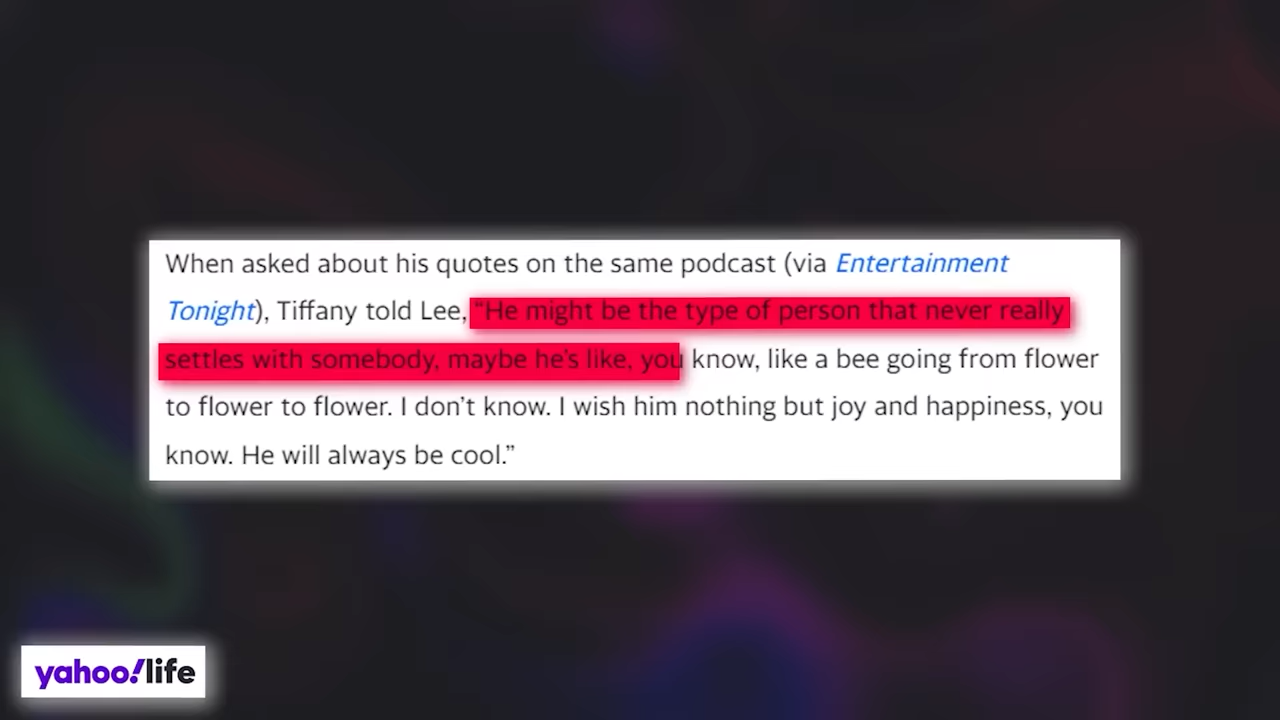 When asked about his quotes on the same podcast (via Entertainment
Tonight), Tiffany told Lee, “He might be the type of person that never really
settles with somebody, maybe he’s like, you know, like a bee going from flower
to flower to flower. I don’t know. I wish him nothing but joy and happiness, you
know. He will always be cool.”
yahoo!life